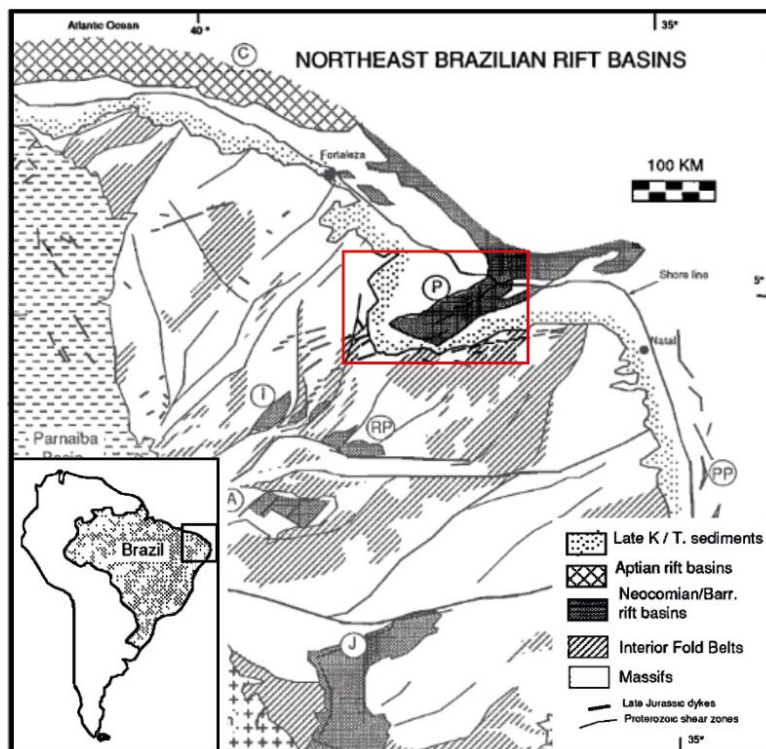 Atlantic Ocean
40°
35°
C
NORTHEAST BRAZILIAN RIFT BASINS
Fortaleza
100 KM
P
Shore line
5°
Natal
I
RP
Parnaiba
Basin
A
PP
Brazil
J
Late K / T. sediments
Aptian rift basins
Neocomian/Barr.
rift basins
Interior Fold Belts
Massifs
Late Jurassic dykes
Proterozoic shear zones
35°